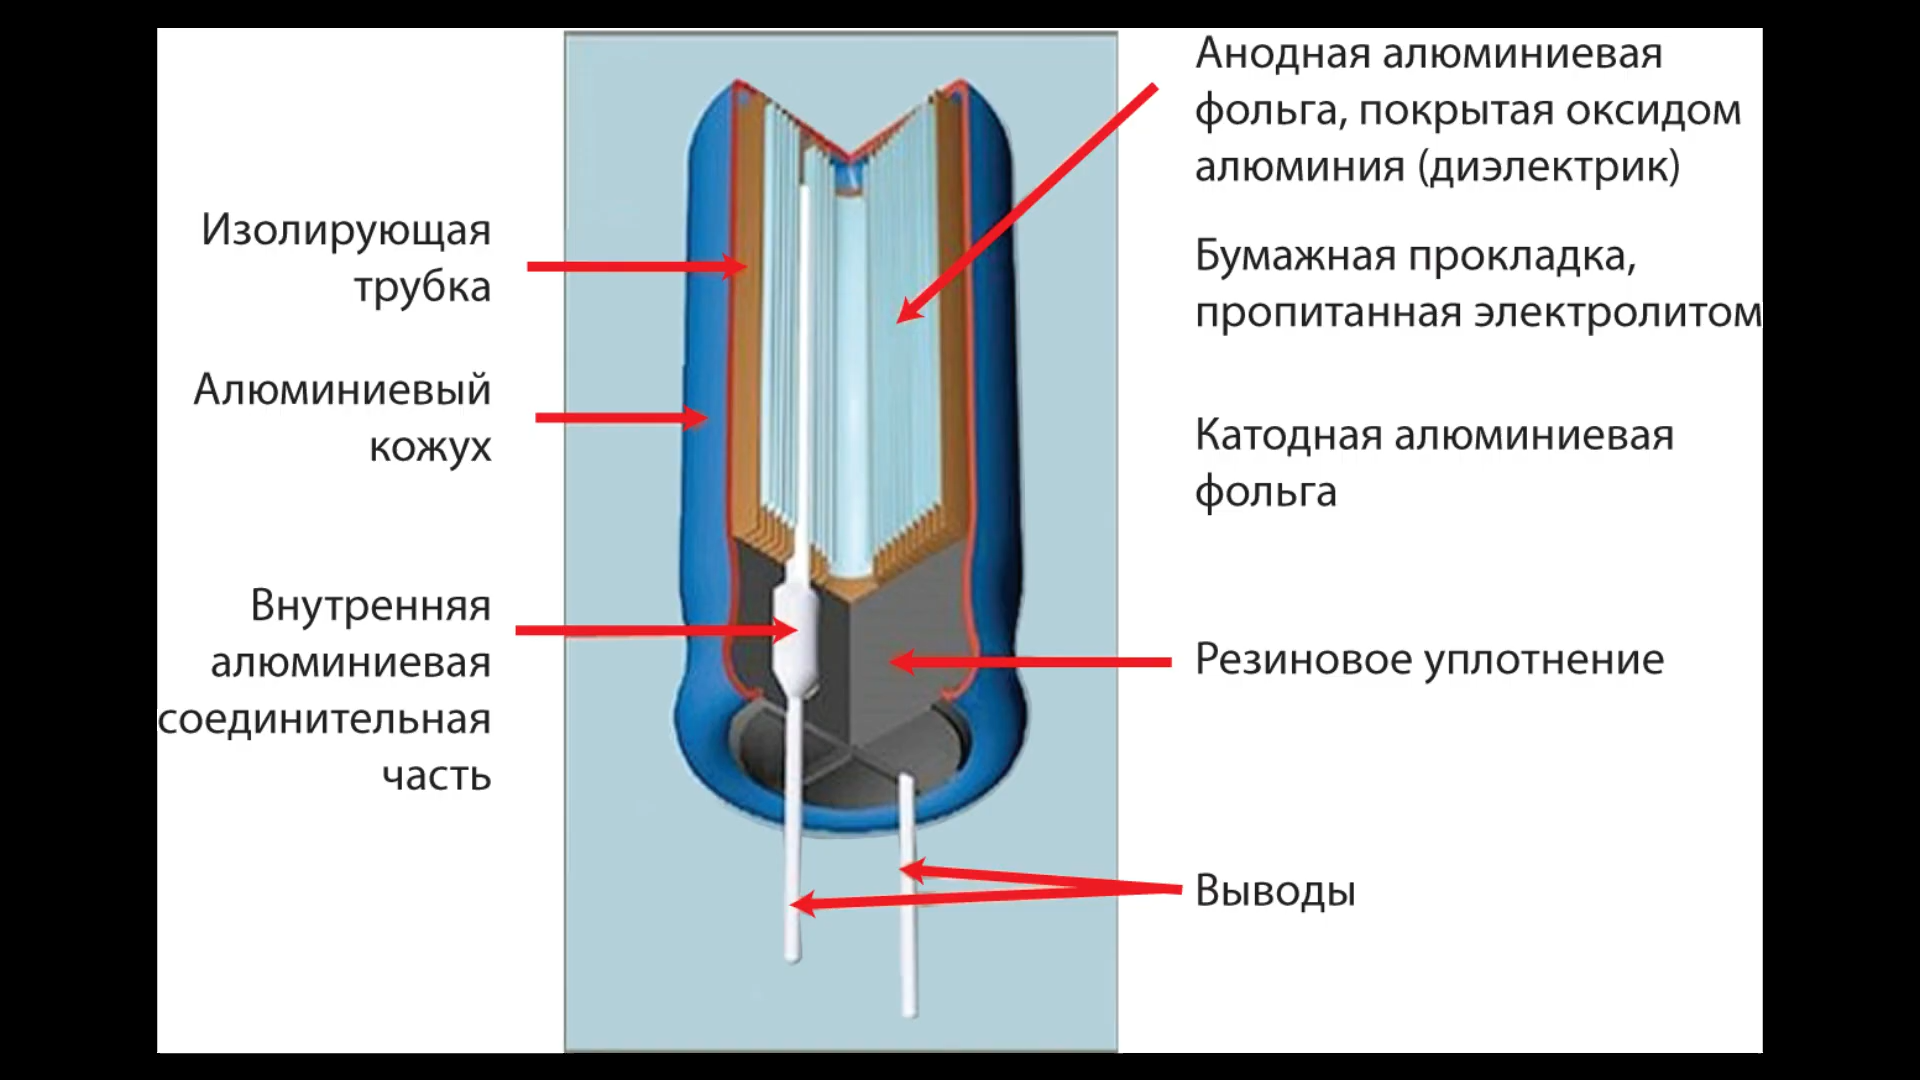 Изолирующая
трубка
Алюминиевый
кожух
Внутренняя
алюминиевая
соединительная
часть
Анодная алюминиевая
фольга, покрытая оксидом
алюминия (диэлектрик)
Бумажная прокладка,
пропитанная электролитом
Катодная алюминиевая
фольга
Резиновое уплотнение
Выводы